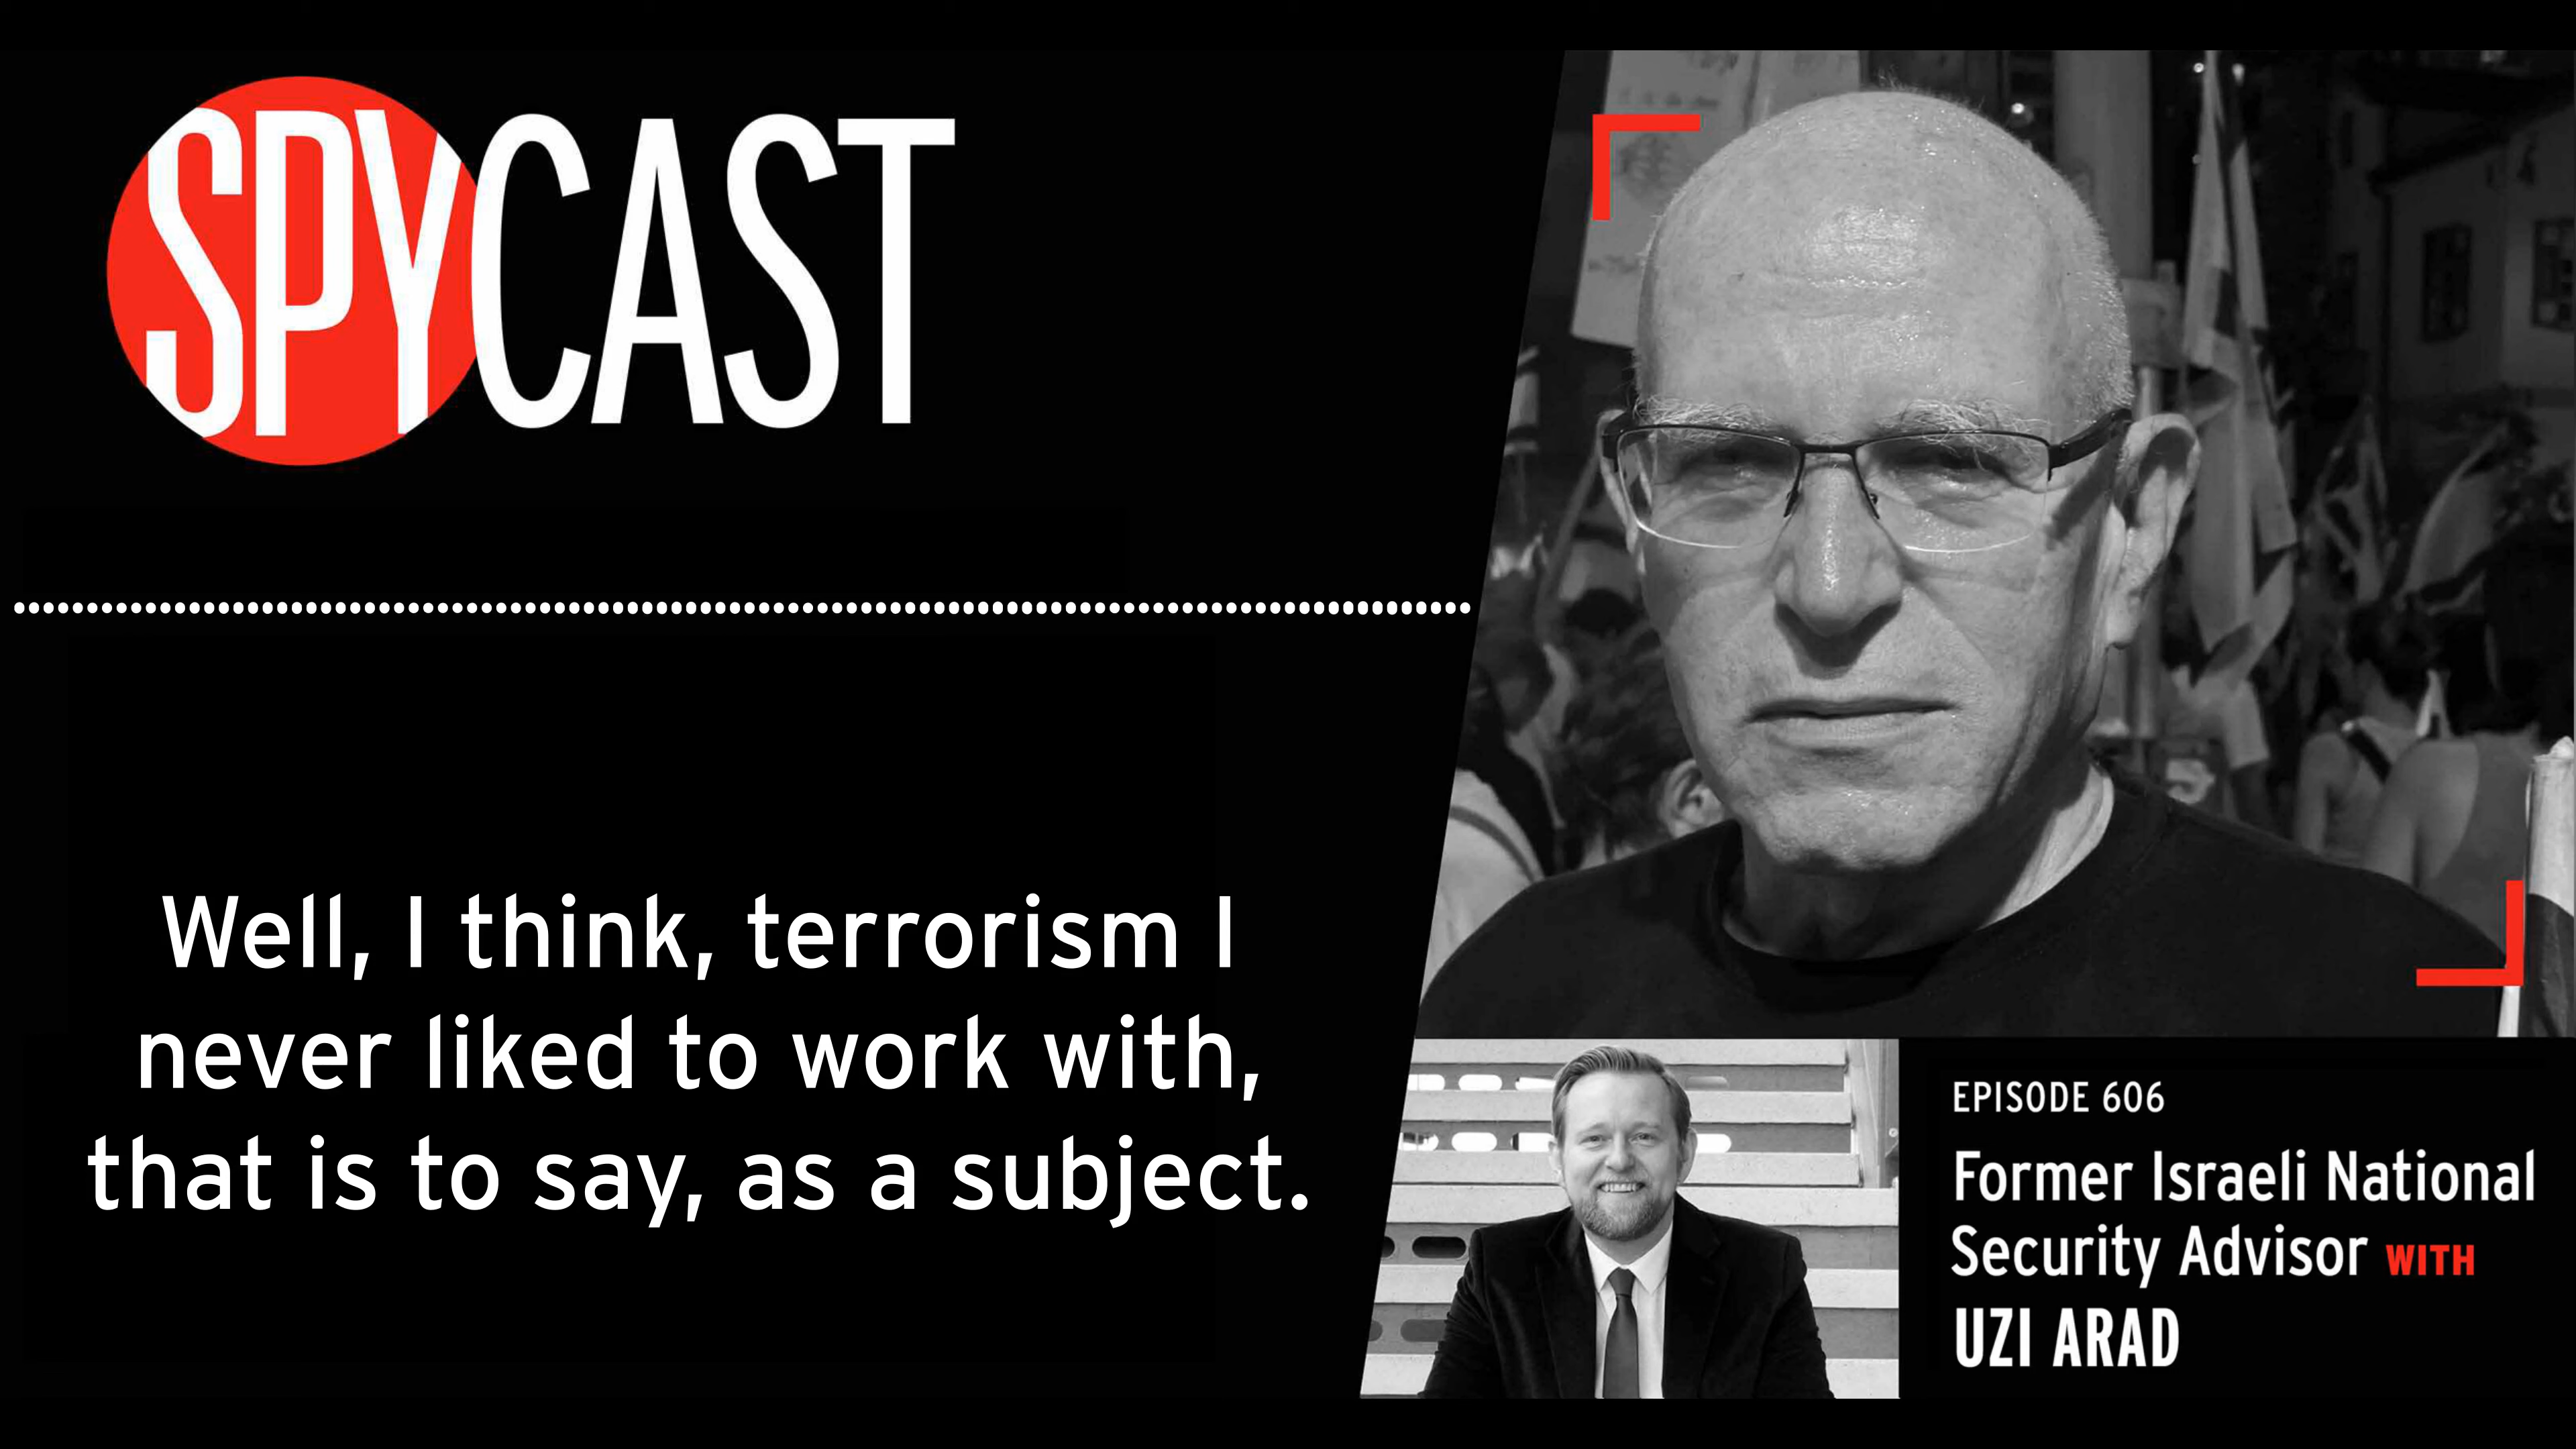 SPYCAST
Well, I think, terrorism I
never liked to work with,
that is to say, as a subject.
EPISODE 606
Former Israeli National
Security Advisor WITH
UZI ARAD